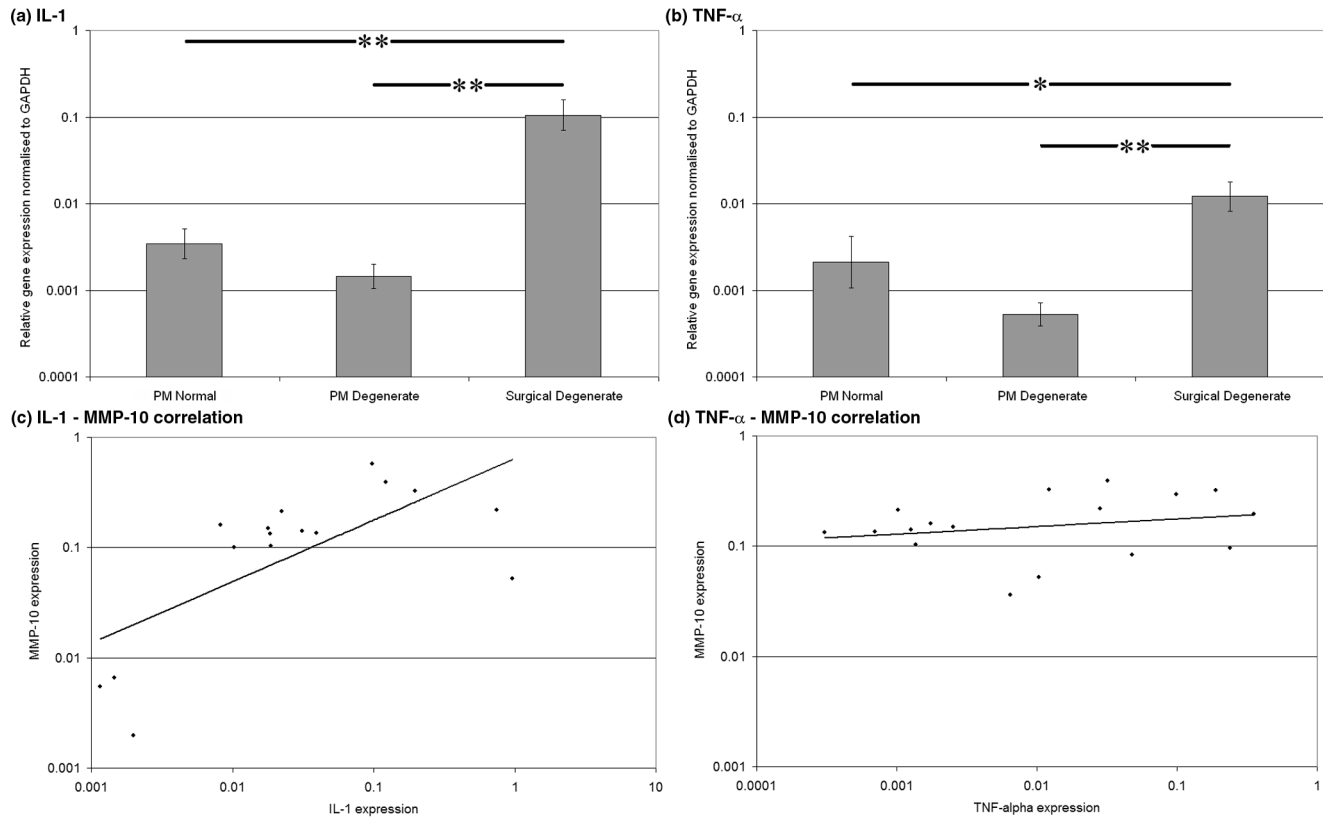 (a) IL-1
1
0.1
0.01
0.001
0.0001
Relative gene expression normalised to GAPDH
**
**
PM Normal
PM Degenerate
Surgical Degenerate
(b) TNF-α
1
0.1
0.01
0.001
0.0001
Relative gene expression normalised to GAPDH
*
**
PM Normal
PM Degenerate
Surgical Degenerate
(c) IL-1 - MMP-10 correlation
1
0.1
0.01
0.001
MMP-10 expression
0.001
0.01
0.1
1
10
IL-1 expression
(d) TNF-α - MMP-10 correlation
1
0.1
0.01
0.001
MMP-10 expression
0.0001
0.001
0.01
0.1
1
TNF-alpha expression